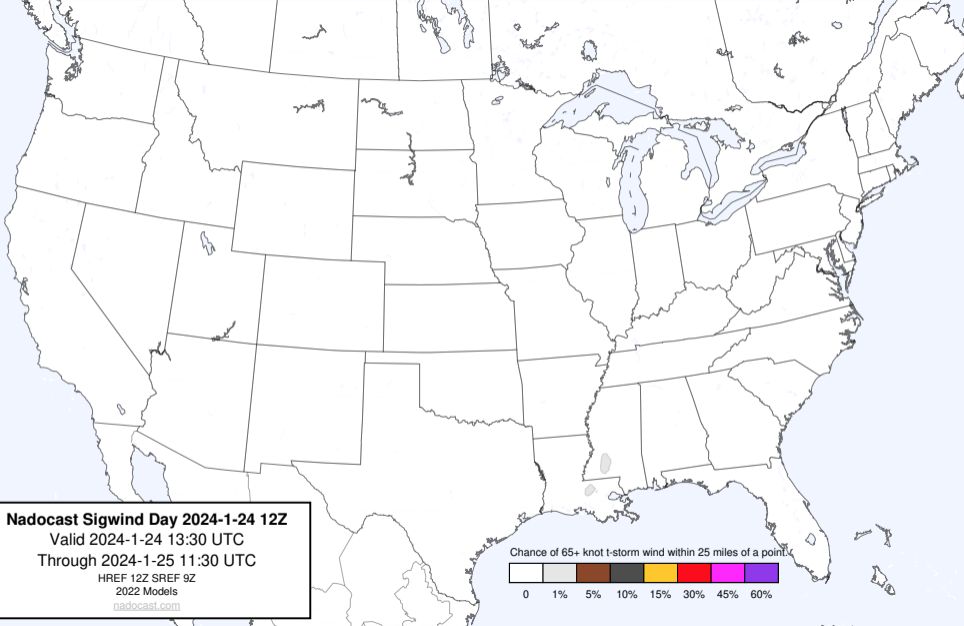 Nadocast Sigwind Day 2024-1-24 12Z
Valid 2024-1-24 13:30 UTC
Through 2024-1-25 11:30 UTC
HREF 12Z SREF 9Z
2022 Models
nadocast.com
Chance of 65+ knot t-storm wind within 25 miles of a point.
0 1% 5% 10% 15% 30% 45% 60%